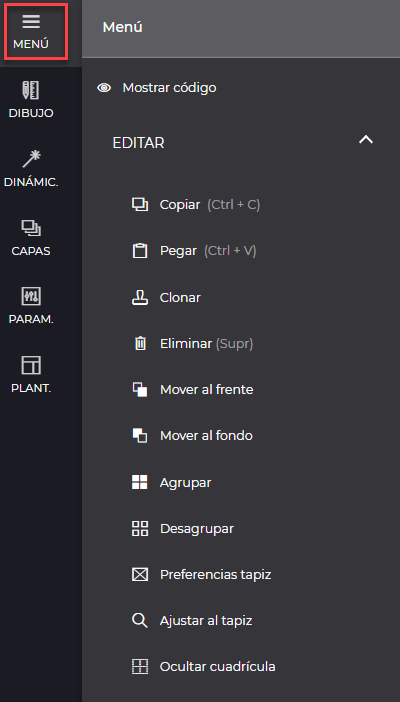 MENÚ
DIBUJO
DINÁMIC.
CAPAS
PARAM.
PLANT.
Menú
Mostrar código
EDITAR
Copiar (Ctrl + C)
Pegar (Ctrl + V)
Clonar
Eliminar (Supr)
Mover al frente
Mover al fondo
Agrupar
Desagrupar
Preferencias tapiz
Ajustar al tapiz
Ocultar cuadrícula